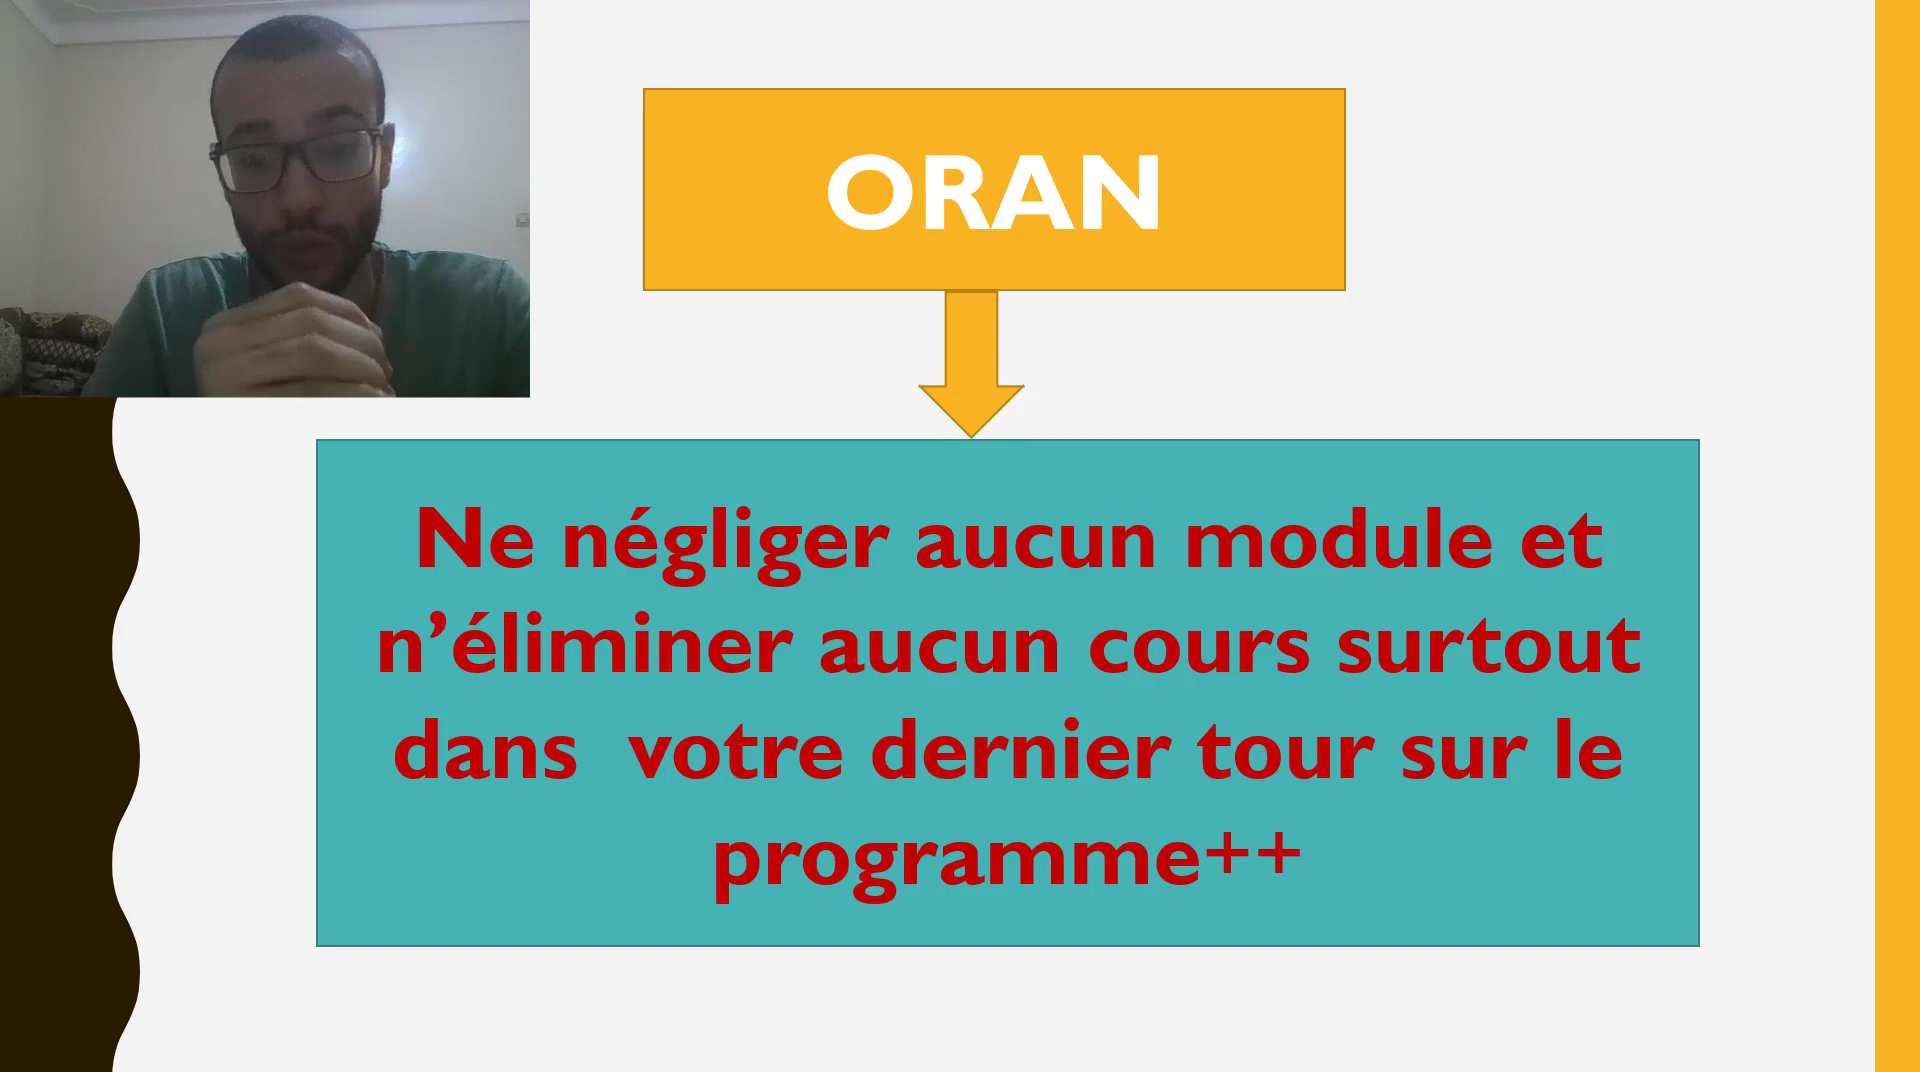 ORAN
Ne négliger aucun module et
n’éliminer aucun cours surtout
dans  votre dernier tour sur le
programme++